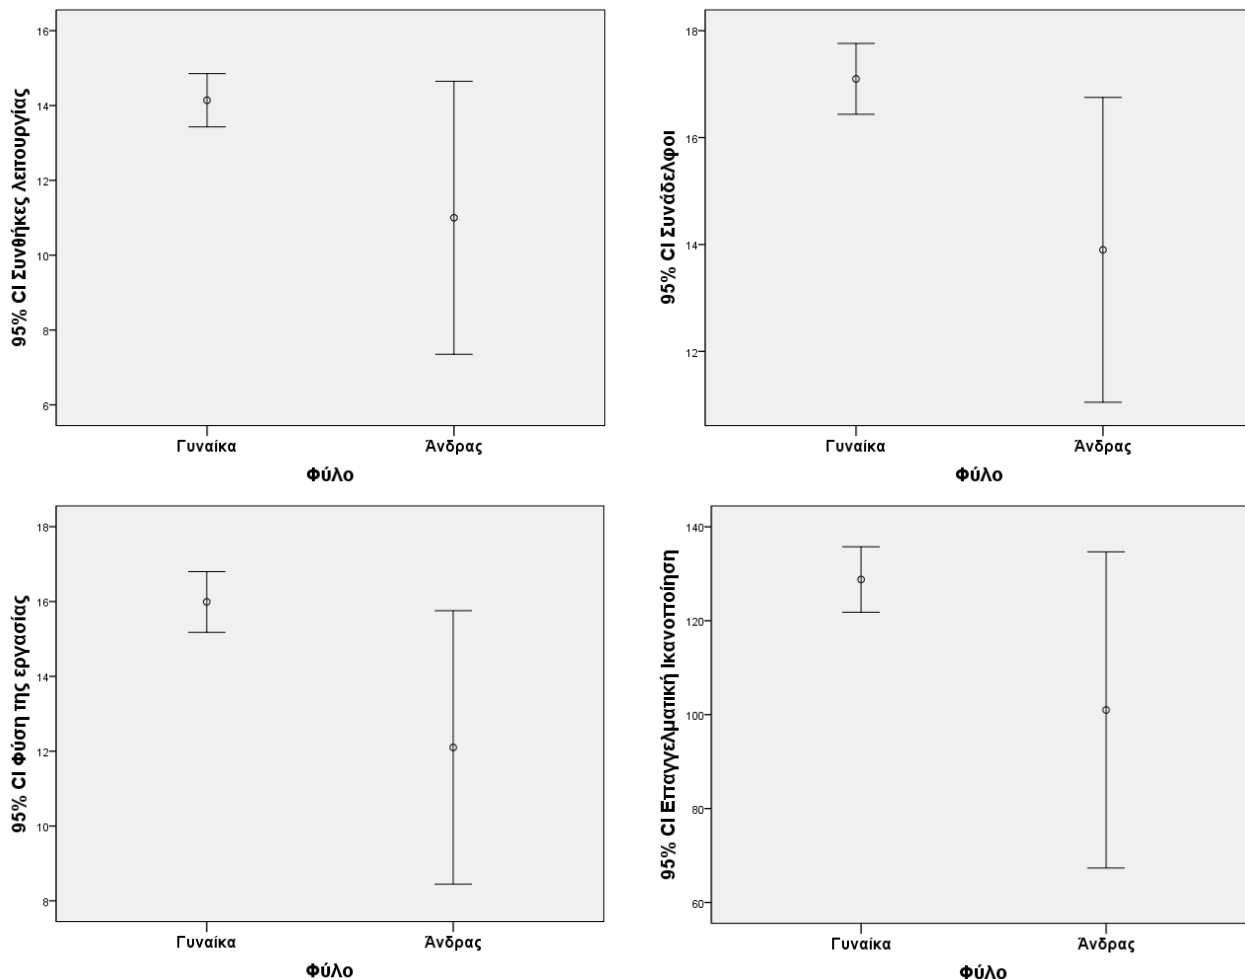 95% CI Συνθήκες λειτουργίας
16
14
12
10
8
6
Γυναίκα Άνδρας
Φύλο
95% CI Συνάδελφοι
18
16
14
12
Γυναίκα Άνδρας
Φύλο
95% CI Φύση της εργασίας
18
16
14
12
10
8
Γυναίκα Άνδρας
Φύλο
95% CI Επαγγελματική Ικανοποίηση
140
120
100
80
60
Γυναίκα Άνδρας
Φύλο